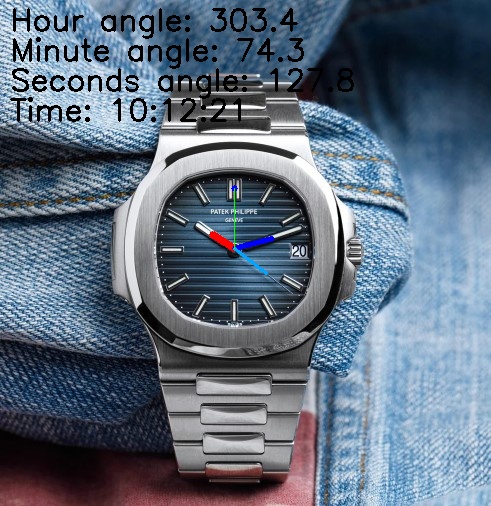 Hour angle: 303.4
Minute angle: 74.3
Seconds angle: 127.8
Time: 10:12:21
PATEK PHILIPPE
GENEVE
20